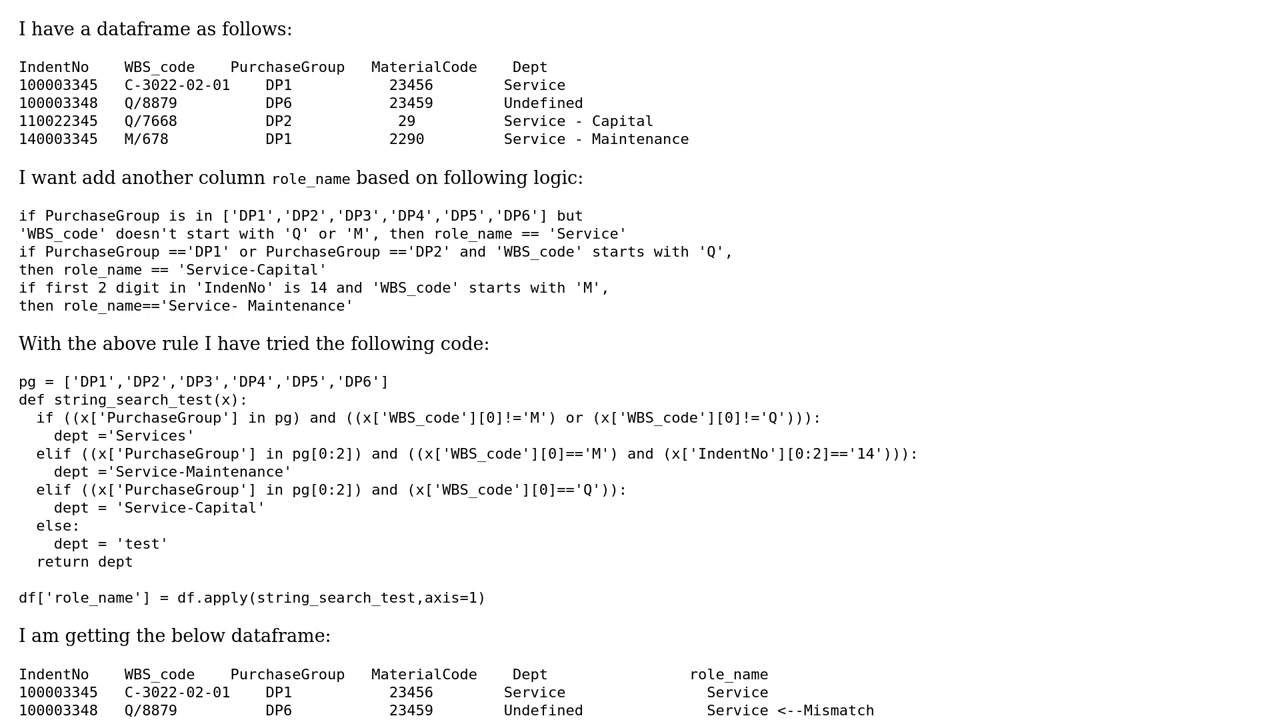 I have a dataframe as follows:
IndentNo    WBS_code    PurchaseGroup   MaterialCode    Dept
100003345   C-3022-02-01    DP1           23456        Service
100003348   Q/8879          DP6           23459        Undefined
110022345   Q/7668          DP2            29          Service - Capital
140003345   M/678           DP1           2290         Service - Maintenance
I want add another column role_name based on following logic:
if PurchaseGroup is in ['DP1','DP2','DP3','DP4','DP5','DP6'] but
'WBS_code' doesn't start with 'Q' or 'M', then role_name == 'Service'
if PurchaseGroup =='DP1' or PurchaseGroup =='DP2' and 'WBS_code' starts with 'Q',
then role_name == 'Service-Capital'
if first 2 digit in 'IndenNo' is 14 and 'WBS_code' starts with 'M',
then role_name=='Service- Maintenance'
With the above rule I have tried the following code:
pg = ['DP1','DP2','DP3','DP4','DP5','DP6']
def string_search_test(x):
  if ((x['PurchaseGroup'] in pg) and ((x['WBS_code'][0]!='M') or (x['WBS_code'][0]!='Q'))):
    dept ='Services'
  elif ((x['PurchaseGroup'] in pg[0:2]) and ((x['WBS_code'][0]=='M') and (x['IndentNo'][0:2]=='14'))):
    dept ='Service-Maintenance'
  elif ((x['PurchaseGroup'] in pg[0:2]) and (x['WBS_code'][0]=='Q')):
    dept = 'Service-Capital'
  else:
    dept = 'test'
  return dept
df['role_name'] = df.apply(string_search_test,axis=1)
I am getting the below dataframe:
IndentNo    WBS_code    PurchaseGroup   MaterialCode    Dept                role_name
100003345   C-3022-02-01    DP1           23456        Service                Service
100003348   Q/8879          DP6           23459        Undefined              Service <--Mismatch